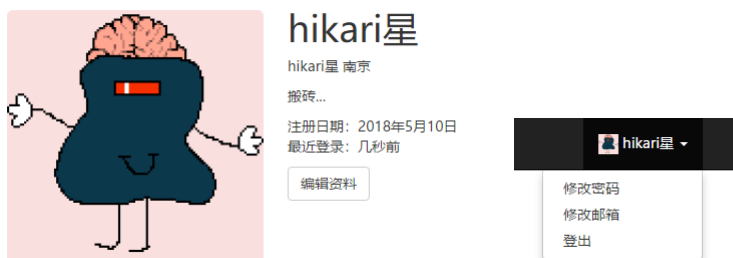 hikari星
hikari星 南京
搬砖...
注册日期：2018年5月10日
最近登录：几秒前
编辑资料
hikari星
修改密码
修改邮箱
登出